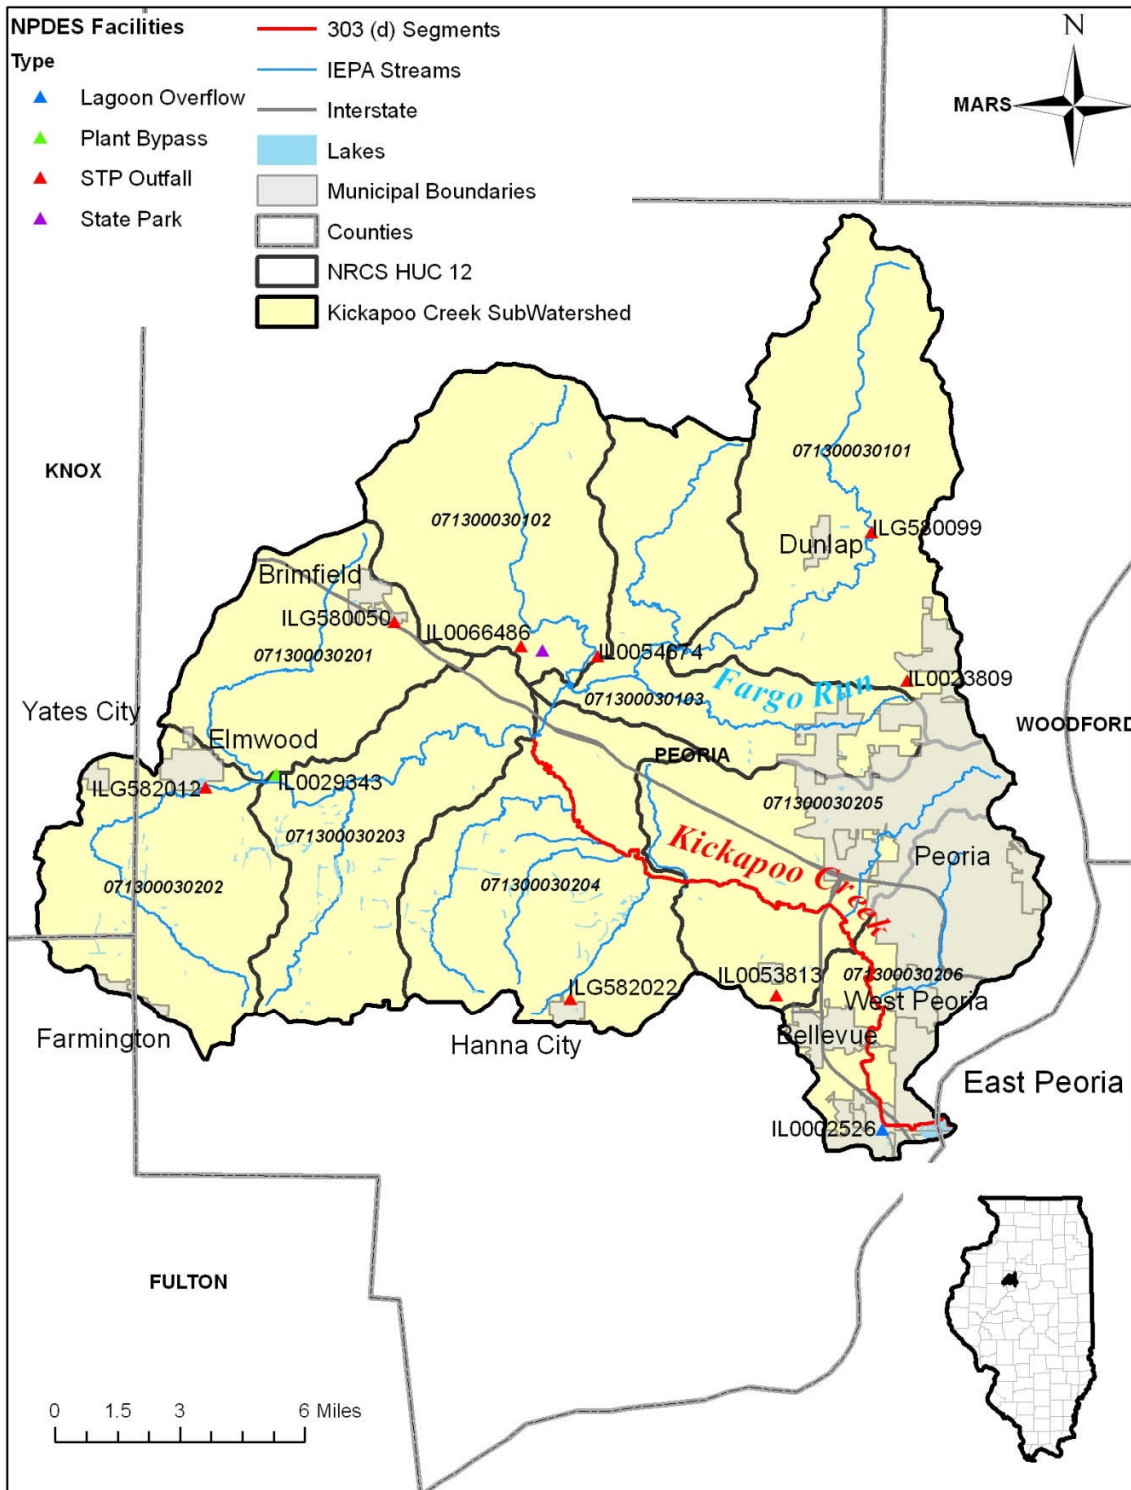 NPDES Facilities
Type
Lagoon Overflow
Plant Bypass
STP Outfall
State Park
303 (d) Segments
IEPA Streams
Interstate
Lakes
Municipal Boundaries
Counties
NRCS HUC 12
Kickapoo Creek SubWatershed
N
MARS
KNOX
071300030101
071300030102
ILG580099
Dunlap
Brimfield
ILG580050
IL0066486
IL0054674
071300030201
071300030103
Fargo Run
IL0023809
Yates City
Elmwood
PEORIA
WOODFORD
ILG582012
IL0029343
071300030203
071300030205
Kickapoo Creek
Peoria
071300030202
071300030204
IL0053813
071300030206
ILG582022
West Peoria
Farmington
Hanna City
Bellevue
East Peoria
IL0002526
FULTON
0 1.5 3 6 Miles